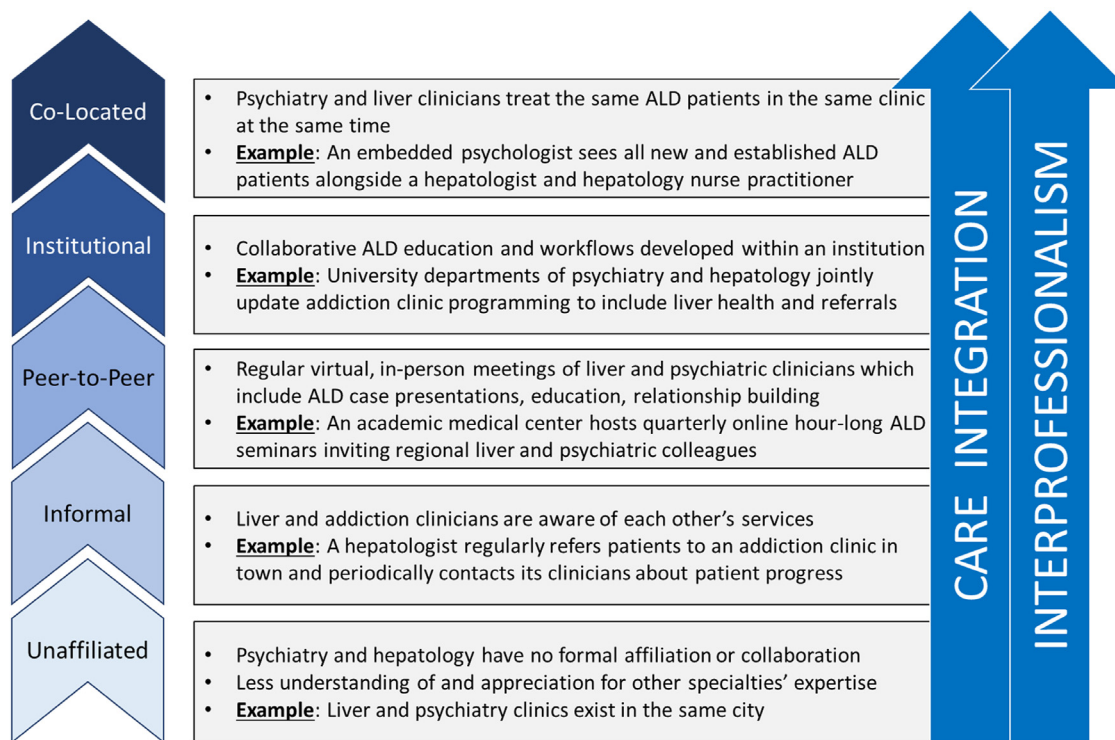 Co-Located
• Psychiatry and liver clinicians treat the same ALD patients in the same clinic
at the same time
• Example: An embedded psychologist sees all new and established ALD
patients alongside a hepatologist and hepatology nurse practitioner
Institutional
• Collaborative ALD education and workflows developed within an institution
• Example: University departments of psychiatry and hepatology jointly
update addiction clinic programming to include liver health and referrals
Peer-to-Peer
• Regular virtual, in-person meetings of liver and psychiatric clinicians which
include ALD case presentations, education, relationship building
• Example: An academic medical center hosts quarterly online hour-long ALD
seminars inviting regional liver and psychiatric colleagues
Informal
• Liver and addiction clinicians are aware of each other’s services
• Example: A hepatologist regularly refers patients to an addiction clinic in
town and periodically contacts its clinicians about patient progress
Unaffiliated
• Psychiatry and hepatology have no formal affiliation or collaboration
• Less understanding of and appreciation for other specialties’ expertise
• Example: Liver and psychiatry clinics exist in the same city
CARE INTEGRATION
INTERPROFESSIONALISM